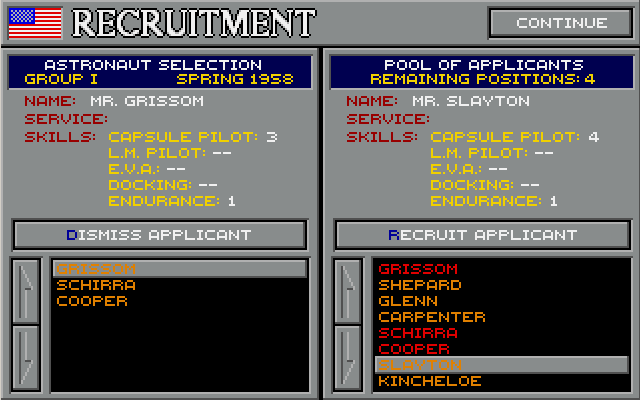 RECRUITMENT
CONTINUE
ASTRONAUT SELECTION
GROUP I SPRING 1958
NAME: MR. GRISSOM
SERVICE:
SKILLS: CAPSULE PILOT: 3
L.M. PILOT: --
E.V.A.: --
DOCKING: --
ENDURANCE: 1
DISMISS APPLICANT
GRISSOM
SCHIRRA
COOPER
POOL OF APPLICANTS
REMAINING POSITIONS: 4
NAME: MR. SLAYTON
SERVICE:
SKILLS: CAPSULE PILOT: 4
L.M. PILOT: --
E.V.A.: --
DOCKING: --
ENDURANCE: 1
RECRUIT APPLICANT
GRISSOM
SHEPARD
GLENN
CARPENTER
SCHIRRA
COOPER
SLAYTON
KINCHELOE